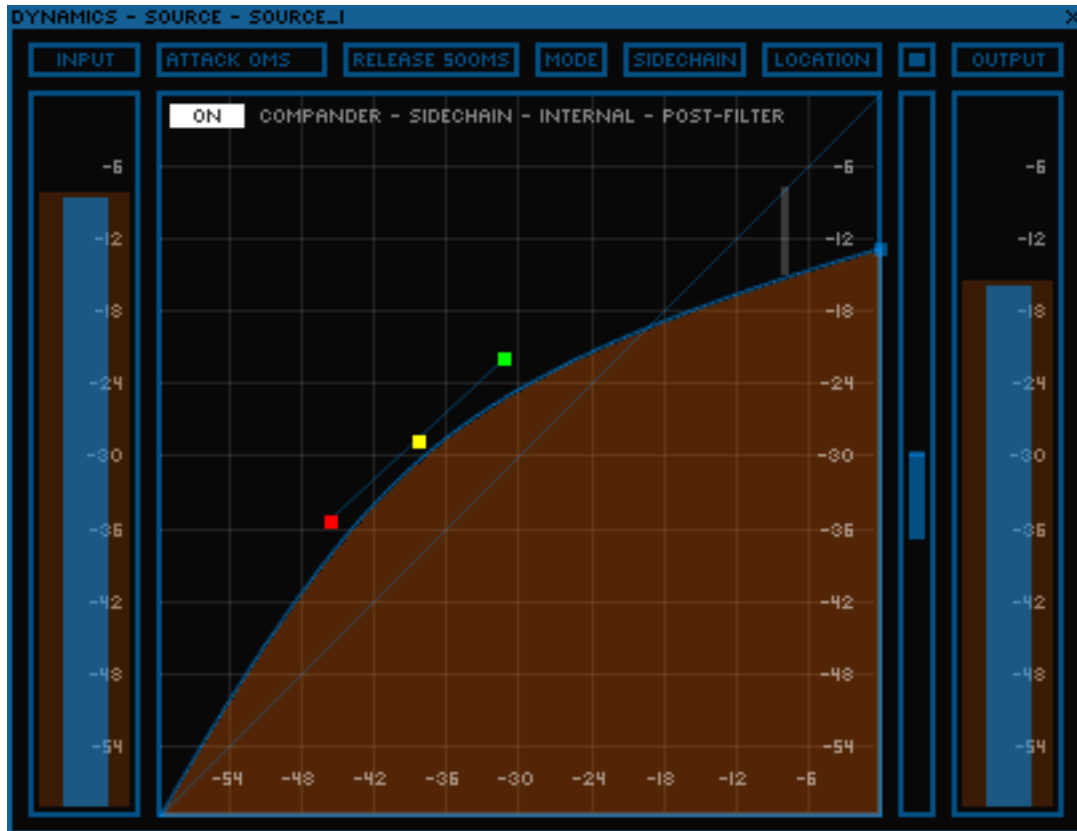 DYNAMICS - SOURCE - SOURCE_1 X
INPUT ATTACK 0MS RELEASE 500MS MODE SIDECHAIN LOCATION OUTPUT
ON COMPANDER - SIDECHAIN - INTERNAL - POST-FILTER
-6 -6 -6
-12 -12 -12
-18 -18 -18
-24 -24 -24
-30 -30 -30
-36 -36 -36
-42 -42 -42
-48 -48 -48
-54 -54 -54
-54 -48 -42 -36 -30 -24 -18 -12 -6